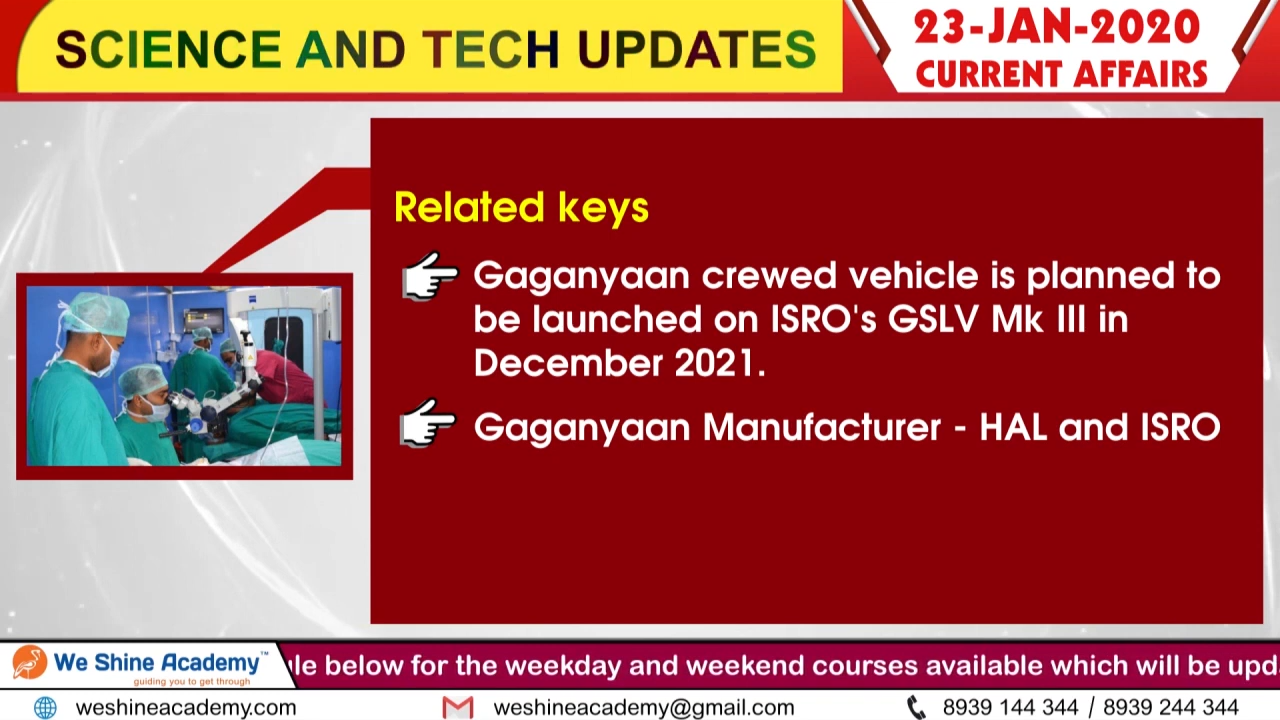 SCIENCE AND TECH UPDATES
23-JAN-2020
CURRENT AFFAIRS
Related keys
Gaganyaan crewed vehicle is planned to
be launched on ISRO's GSLV Mk III in
December 2021.
Gaganyaan Manufacturer - HAL and ISRO
We Shine Academy™
guiding you to get through
le below for the weekday and weekend courses available which will be upd
weshineacademy.com
weshineacademy@gmail.com
8939 144 344 / 8939 244 344